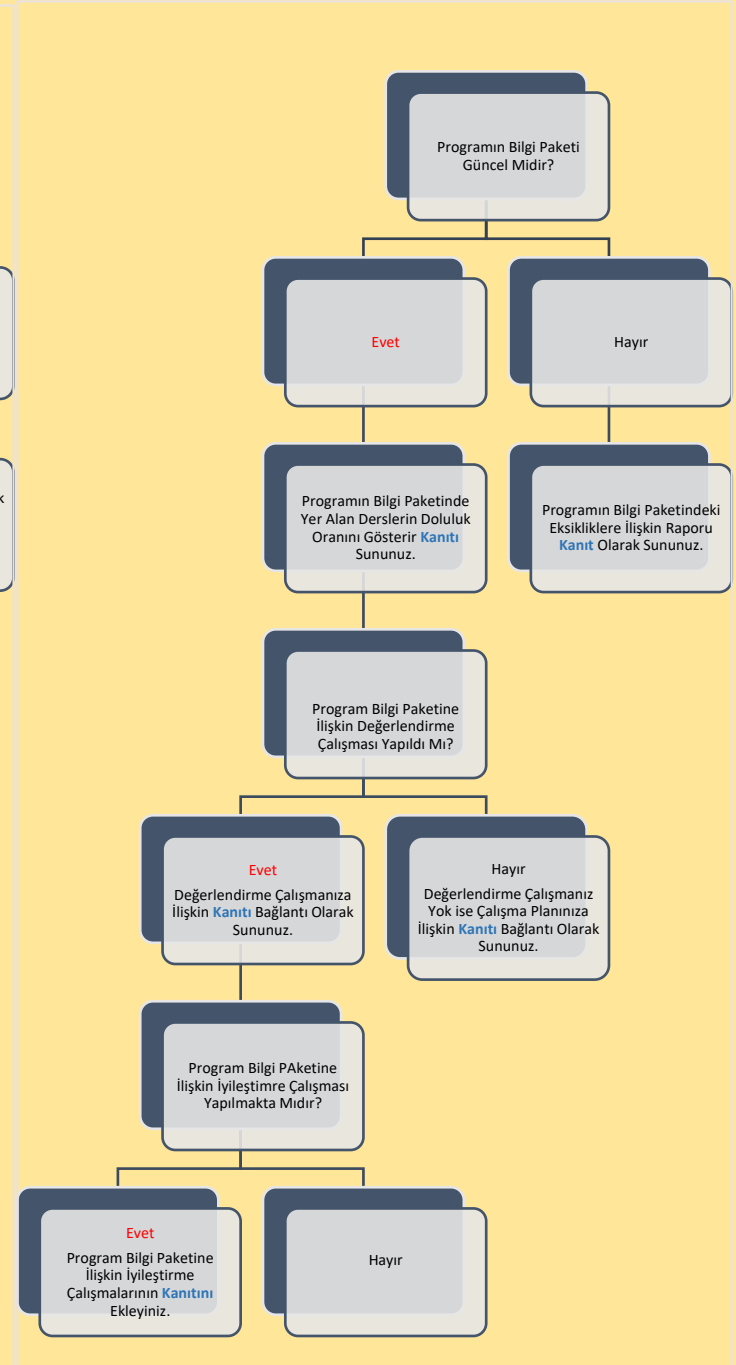 Programın Bilgi Paketi
Güncel Midir?
Evet
Hayır
Programın Bilgi Paketinde
Yer Alan Derslerin Doluluk
Oranını Gösterir Kanıtı
Sununuz.
Programın Bilgi Paketindeki
Eksikliklere İlişkin Raporu
Kanıt Olarak Sununuz.
k
Program Bilgi Paketine
İlişkin Değerlendirme
Çalışması Yapıldı Mı?
Evet
Değerlendirme Çalışmanıza
İlişkin Kanıtı Bağlantı Olarak
Sununuz.
Hayır
Değerlendirme Çalışmanız
Yok ise Çalışma Planınıza
İlişkin Kanıtı Bağlantı Olarak
Sununuz.
Program Bilgi PAketine
İlişkin İyileştimre Çalışması
Yapılmakta Mıdır?
Evet
Program Bilgi Paketine
İlişkin İyileştirme
Çalışmalarının Kanıtını
Ekleyiniz.
Hayır